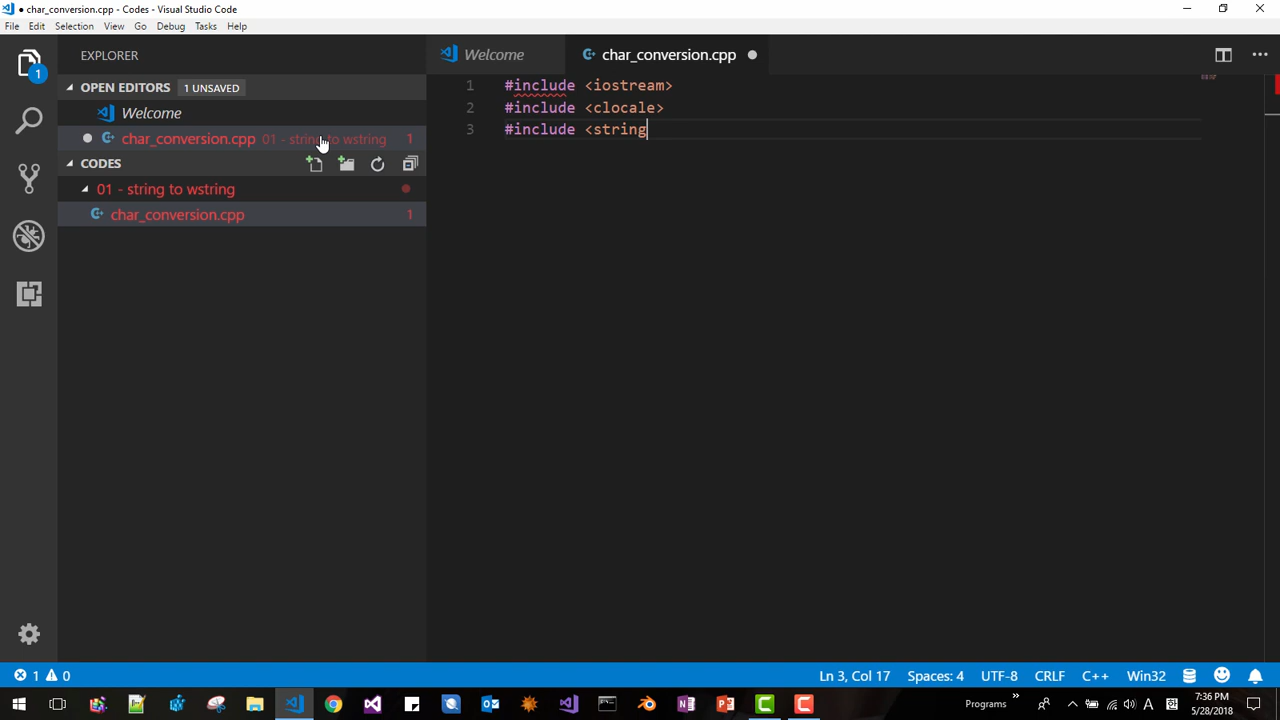 ● char_conversion.cpp - Codes - Visual Studio Code
File Edit Selection View Go Debug Tasks Help
EXPLORER
OPEN EDITORS 1 UNSAVED
Welcome
char_conversion.cpp 01 - string to wstring 1
CODES
01 - string to wstring
char_conversion.cpp 1
1
Welcome
char_conversion.cpp
1 #include <iostream>
2 #include <clocale>
3 #include <string
1 0
Ln 3, Col 17 Spaces: 4 UTF-8 CRLF C++ Win32
Programs
A
7:36 PM
5/28/2018